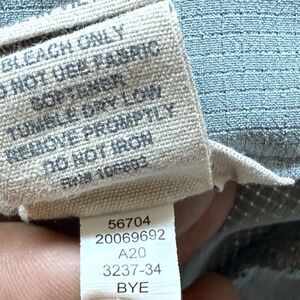 BLEACH ONLY
DO NOT USE FABRIC
SOFTENER
TUMBLE DRY LOW
REMOVE PROMPTLY
DO NOT IRON
56704
20069692
A20
3237-34
BYE